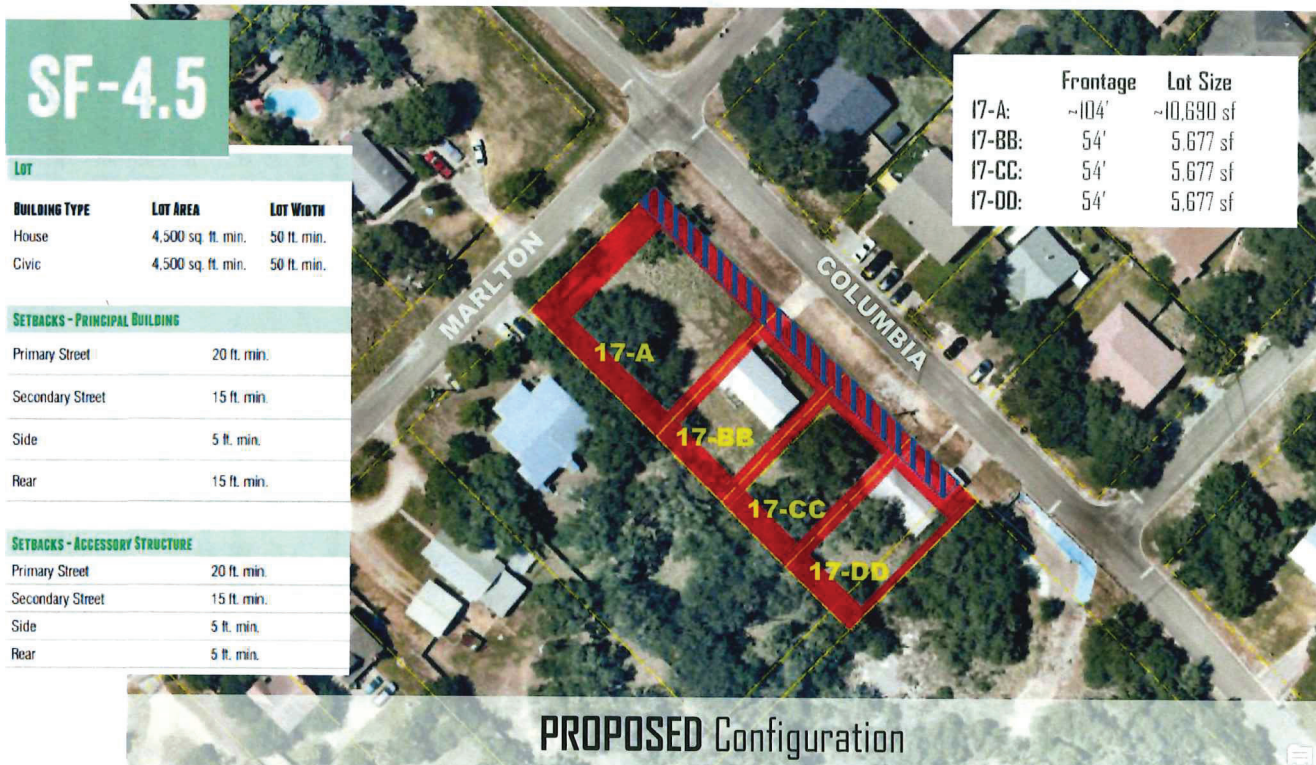 SF-4.5
LOT
BUILDING TYPE LOT AREA LOT WIDTH
House 4,500 sq. ft. min. 50 ft. min.
Civic 4,500 sq. ft. min. 50 ft. min.
SETBACKS - PRINCIPAL BUILDING
Primary Street 20 ft. min.
Secondary Street 15 ft. min.
Side 5 ft. min.
Rear 15 ft. min.
SETBACKS - ACCESSORY STRUCTURE
Primary Street 20 ft. min.
Secondary Street 15 ft. min.
Side 5 ft. min.
Rear 5 ft. min.
Frontage Lot Size
17-A: ~104' ~10,690 sf
17-BB: 54' 5,677 sf
17-CC: 54' 5,677 sf
17-DD: 54' 5,677 sf
MARLTON
COLUMBIA
17-A
17-BB
17-CC
17-DD
PROPOSED Configuration